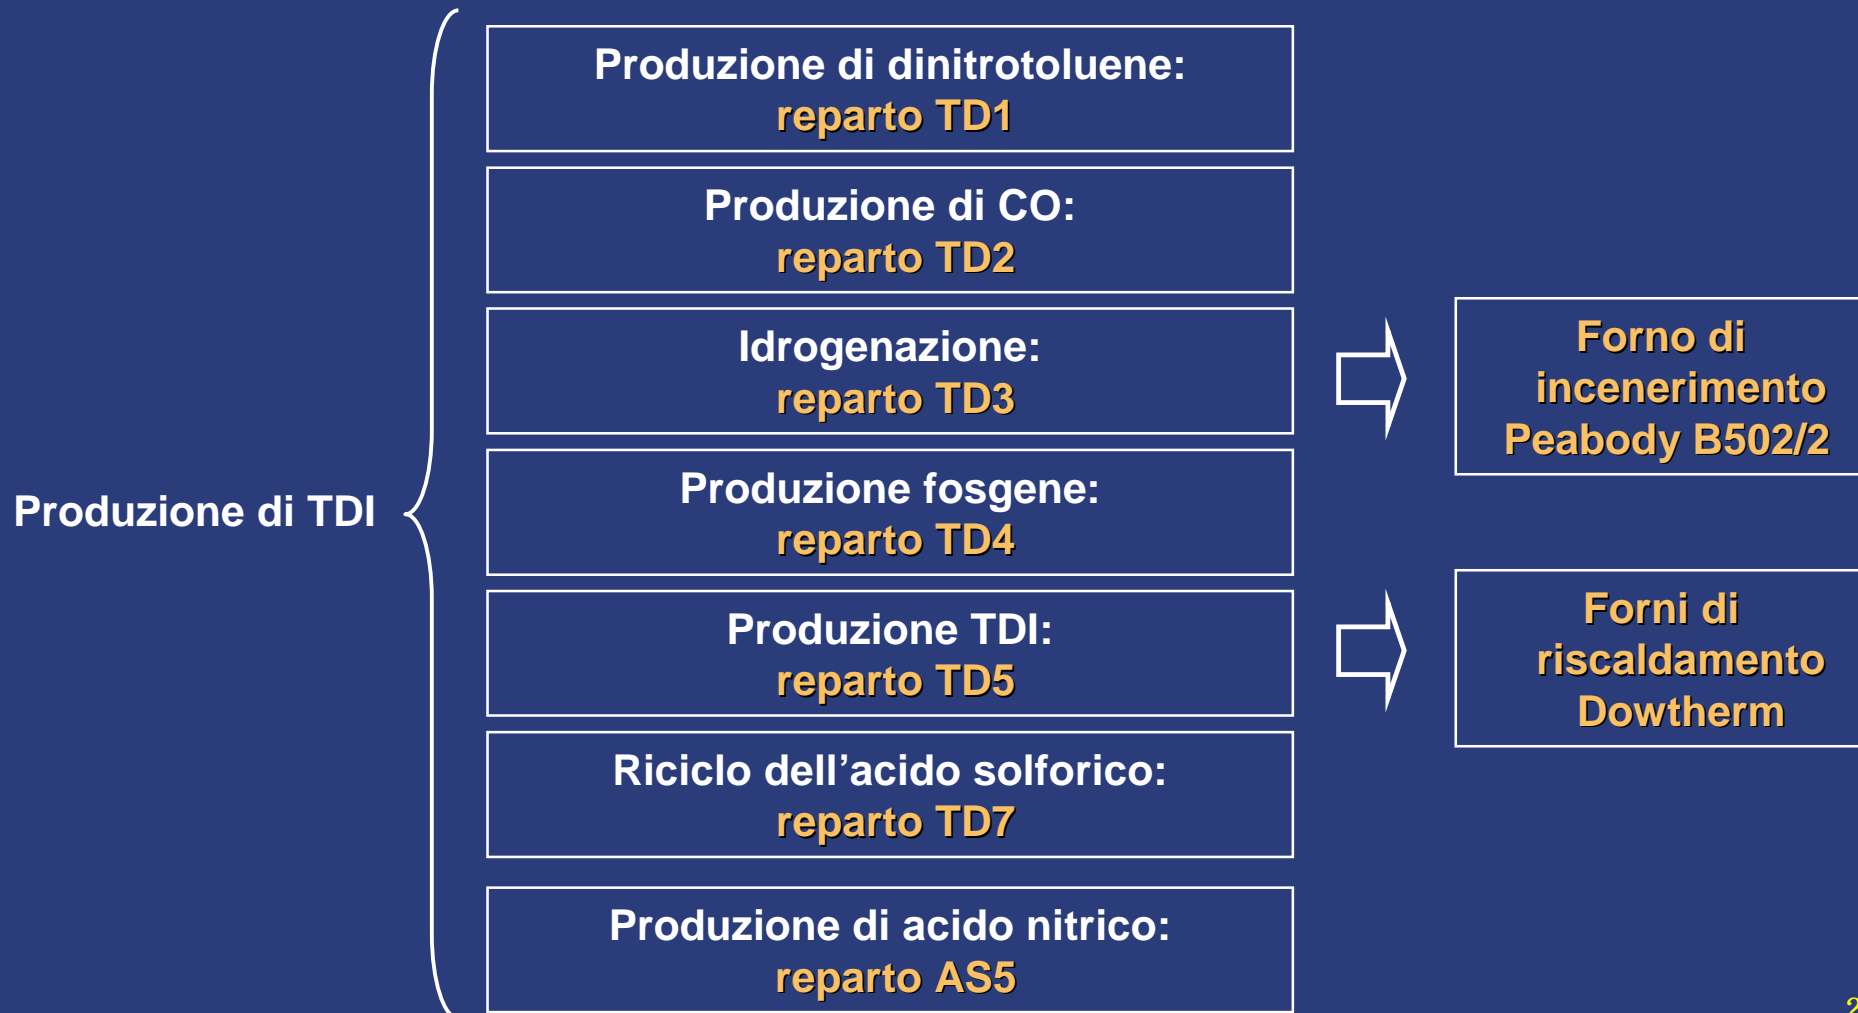 Produzione di TDI
Produzione di dinitrotoluene:
reparto TD1
Produzione di CO:
reparto TD2
Idrogenazione:
reparto TD3
Produzione fosgene:
reparto TD4
Produzione TDI:
reparto TD5
Riciclo dell’acido solforico:
reparto TD7
Produzione di acido nitrico:
reparto AS5
Forno di
incenerimento
Peabody B502/2
Forni di
riscaldamento
Dowtherm